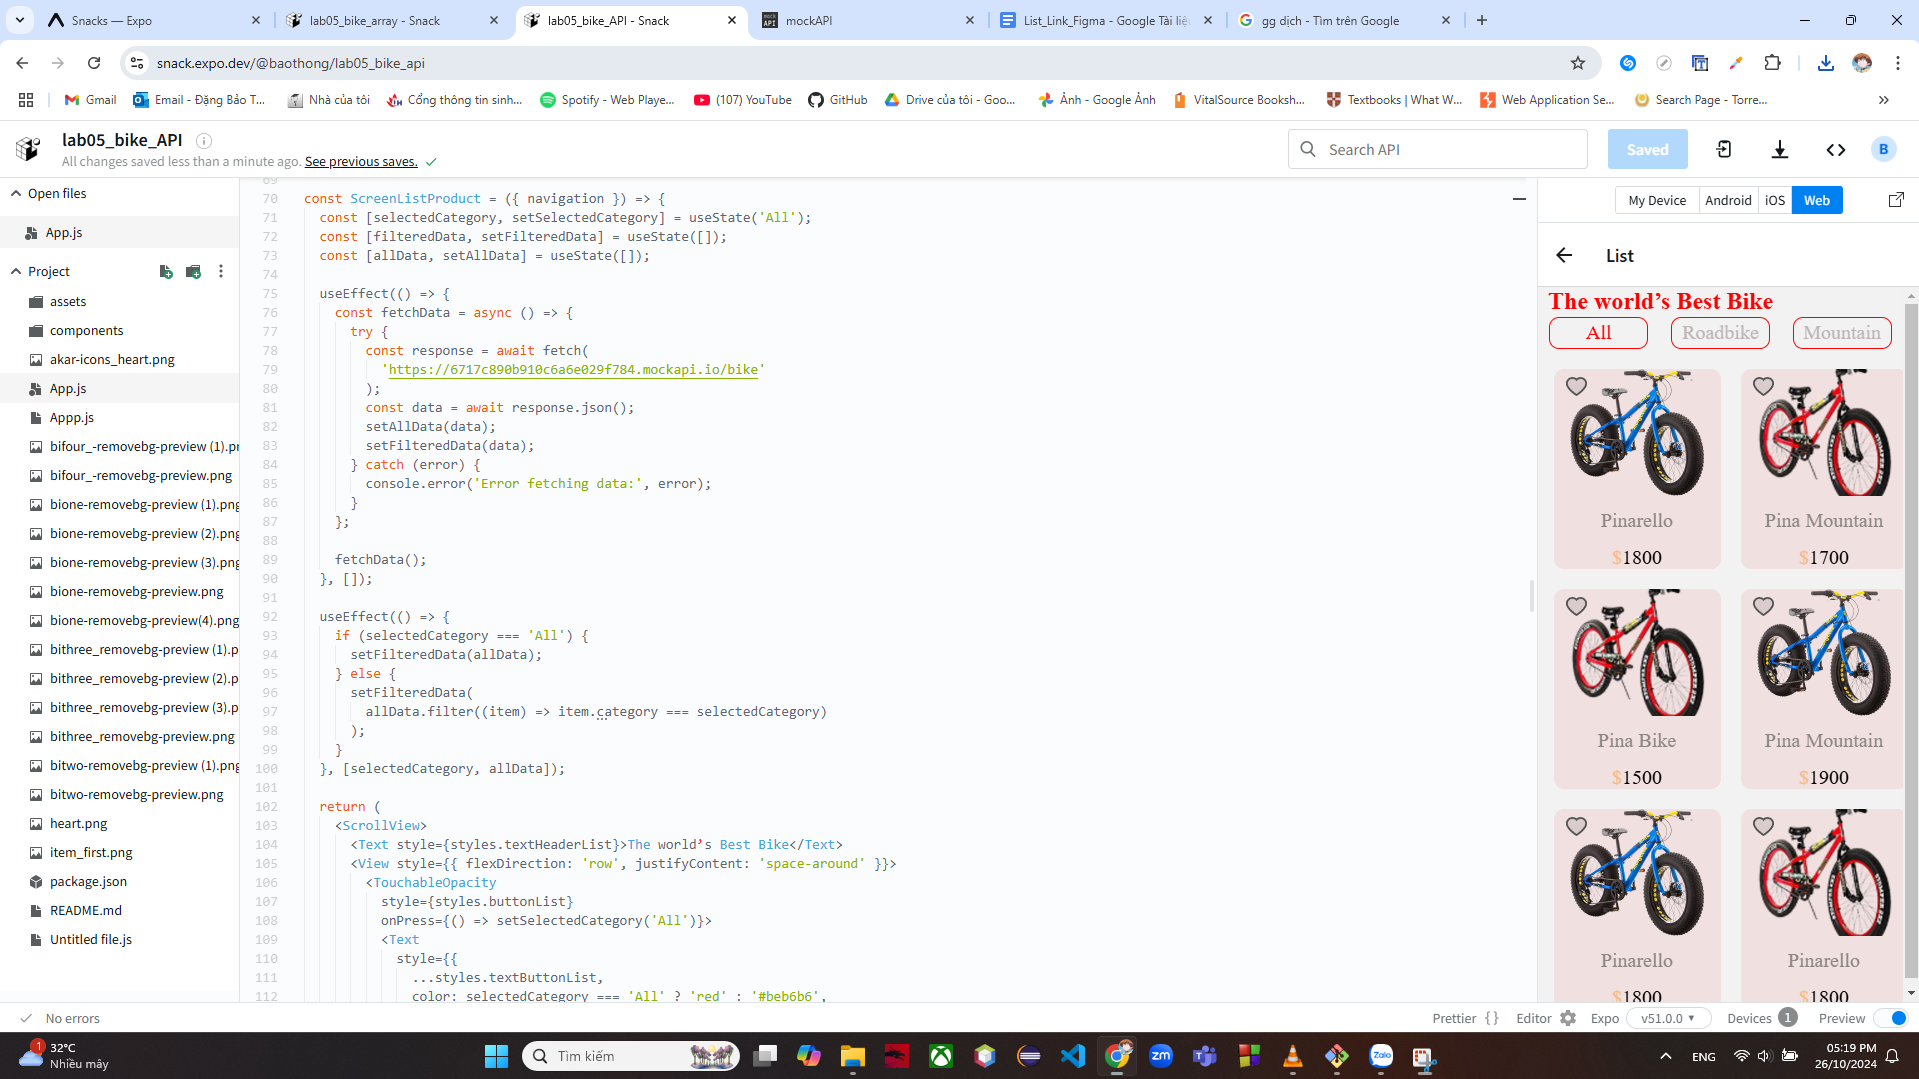 Snacks — Expo
lab05_bike_array - Snack
lab05_bike_API - Snack
mockAPI
List_Link_Figma - Google Tài liệ
gg dịch - Tìm trên Google
snack.expo.dev/@baothong/lab05_bike_api
Gmail
Email - Đặng Bảo T...
Nhà của tôi
Cổng thông tin sinh...
Spotify - Web Playe...
(107) YouTube
GitHub
Drive của tôi - Goo...
Ảnh - Google Ảnh
VitalSource Booksh...
Textbooks | What W...
Web Application Se...
Search Page - Torre...
lab05_bike_API
All changes saved less than a minute ago. See previous saves.
Search API
Saved
B
Open files
App.js
Project
assets
components
akar-icons_heart.png
App.js
Appp.js
bifour_-removebg-preview (1).pr
bifour_-removebg-preview.png
bione-removebg-preview (1).png
bione-removebg-preview (2).png
bione-removebg-preview (3).png
bione-removebg-preview.png
bione-removebg-preview(4).png
bithree_removebg-preview (1).p
bithree_removebg-preview (2).p
bithree_removebg-preview (3).p
bithree_removebg-preview.png
bitwo-removebg-preview (1).png
bitwo-removebg-preview.png
heart.png
item_first.png
package.json
README.md
Untitled file.js
69
70 const ScreenListProduct = ({ navigation }) => {
71 const [selectedCategory, setSelectedCategory] = useState('All');
72 const [filteredData, setFilteredData] = useState([]);
73 const [allData, setAllData] = useState([]);
74
75 useEffect(() => {
76 const fetchData = async () => {
77 try {
78 const response = await fetch(
79 'https://6717c890b910c6a6e029f784.mockapi.io/bike'
80 );
81 const data = await response.json();
82 setAllData(data);
83 setFilteredData(data);
84 } catch (error) {
85 console.error('Error fetching data:', error);
86 }
87 };
88
89 fetchData();
90 }, []);
91
92 useEffect(() => {
93 if (selectedCategory === 'All') {
94 setFilteredData(allData);
95 } else {
96 setFilteredData(
97 allData.filter((item) => item.category === selectedCategory)
98 );
99 }
100 }, [selectedCategory, allData]);
101
102 return (
103 <ScrollView>
104 <Text style={styles.textHeaderList}>The world’s Best Bike</Text>
105 <View style={{ flexDirection: 'row', justifyContent: 'space-around' }}>
106 <TouchableOpacity
107 style={styles.buttonList}
108 onPress={() => setSelectedCategory('All')}>
109 <Text
110 style={{
111 ...styles.textButtonList,
112 color: selectedCategory === 'All' ? 'red' : '#beb6b6',
My Device
Android
iOS
Web
List
The world’s Best Bike
All
Roadbike
Mountain
Pinarello
$1800
Pina Mountain
$1700
Pina Bike
$1500
Pina Mountain
$1900
Pinarello
$1800
Pinarello
$1800
No errors
Prettier { }
Editor
Expo
v51.0.0
Devices 1
Preview
1
32°C
Nhiều mây
Tìm kiếm
zm
Zalo
ENG
05:19 PM
26/10/2024